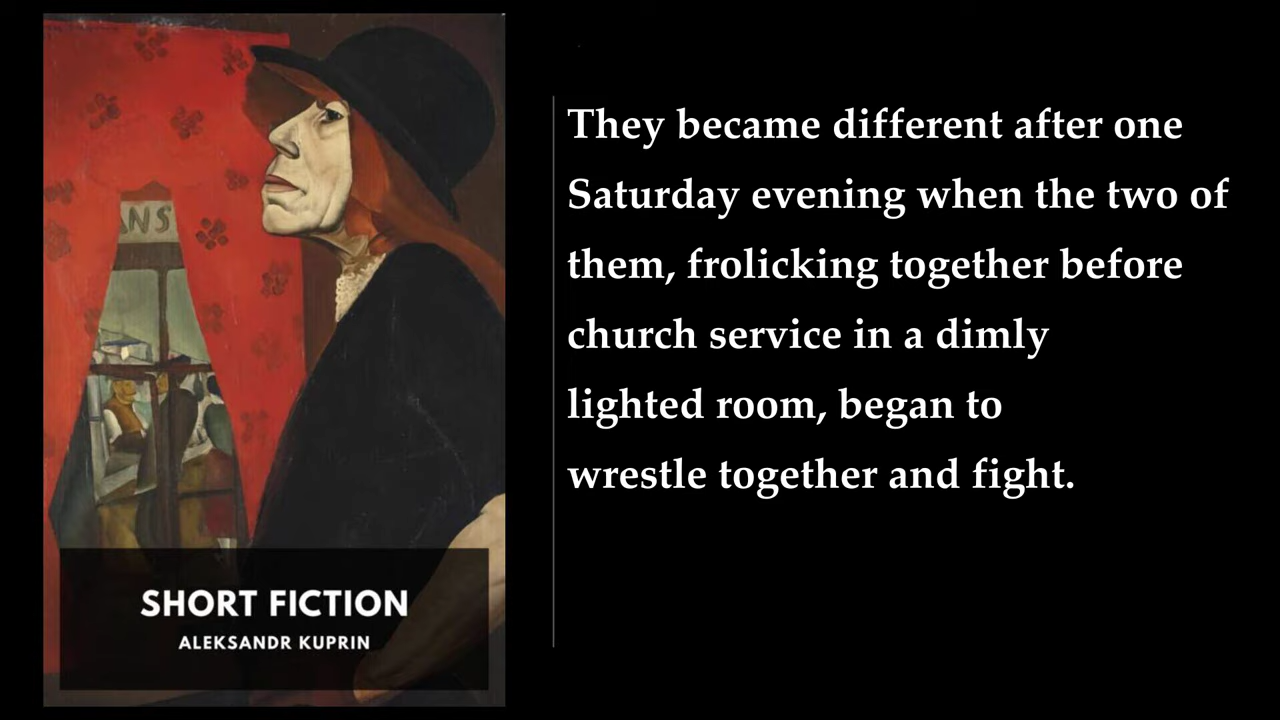 ANS
SHORT FICTION
ALEKSANDR KUPRIN
They became different after one
Saturday evening when the two of
them, frolicking together before
church service in a dimly
lighted room, began to
wrestle together and fight.